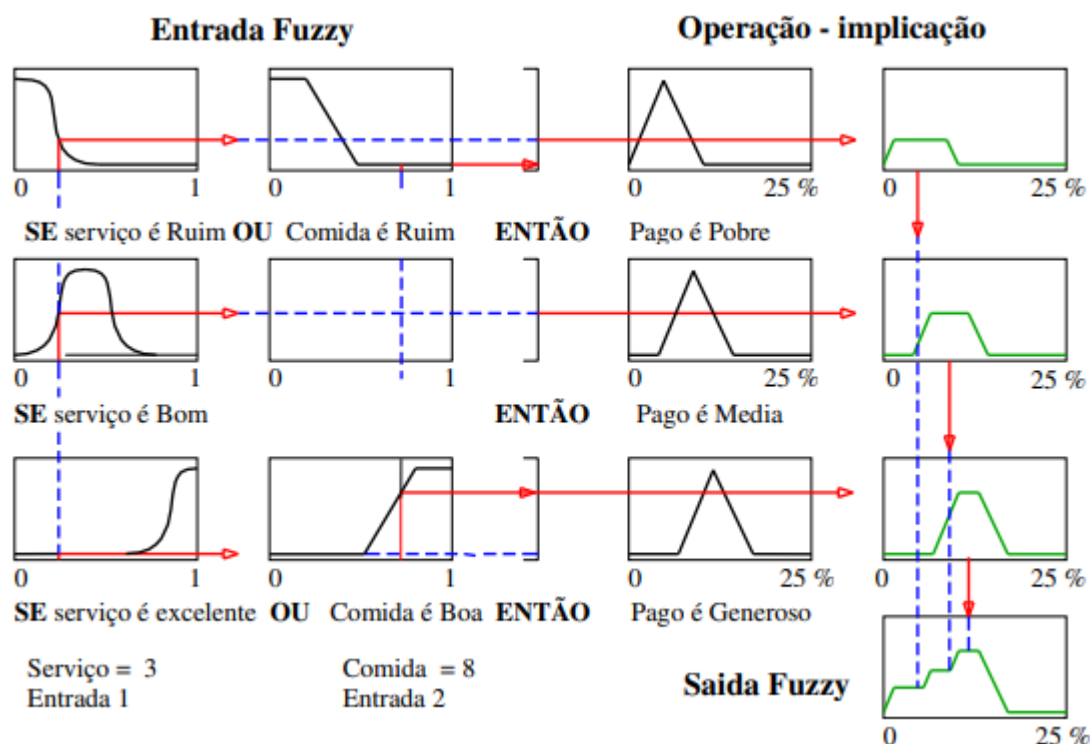 Entrada Fuzzy Operação - implicação
0 1 0 1 0 25 % 0 25 %
SE serviço é Ruim OU Comida é Ruim ENTÃO Pago é Pobre
0 1 0 1 0 25 % 0 25 %
SE serviço é Bom ENTÃO Pago é Media
0 1 0 1 0 25 % 0 25 %
SE serviço é excelente OU Comida é Boa ENTÃO Pago é Generoso
Serviço = 3 Comida = 8
Entrada 1 Entrada 2 Saida Fuzzy
0 25 %